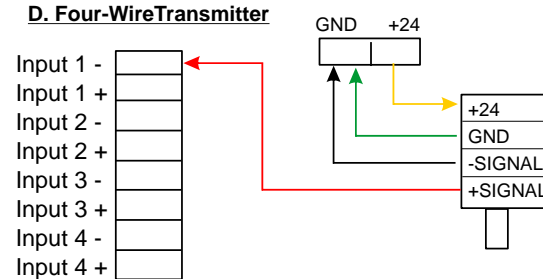 D. Four-WireTransmitter
GND +24
Input 1 -
Input 1 +
Input 2 -
Input 2 +
Input 3 -
Input 3 +
Input 4 -
Input 4 +
+24
GND
-SIGNAL
+SIGNAL